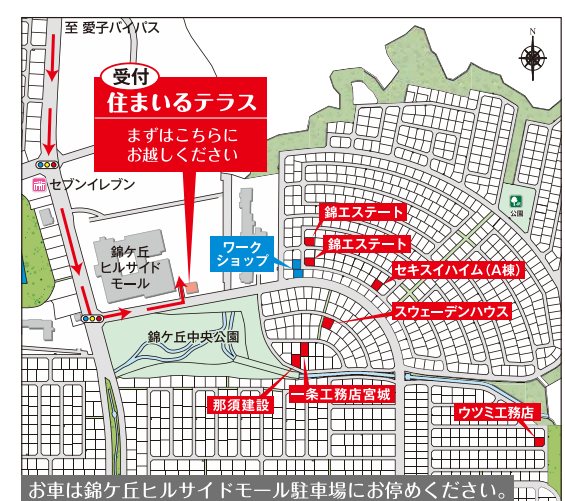 至 愛子バイパス
N
受付
住まいるテラス
まずはこちらに
お越しください
セブンイレブン
公園
錦エステート
錦エステート
ワーク
ショップ
錦ケ丘
ヒルサイド
モール
セキスイハイム(A棟)
スウェーデンハウス
錦ケ丘中央公園
一条工務店宮城
那須建設
ウツミ工務店
お車は錦ケ丘ヒルサイドモール駐車場にお停めください。